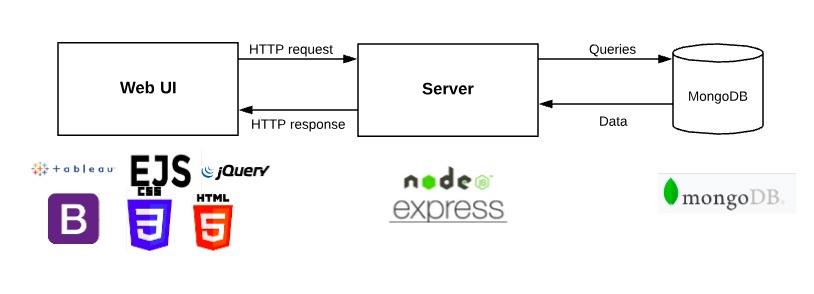 HTTP request
Queries
Web UI
Server
MongoDB
HTTP response
Data
+ableau
EJS
jQuery
node
JS
express
mongoDB.
B
CSS
3
HTML
5